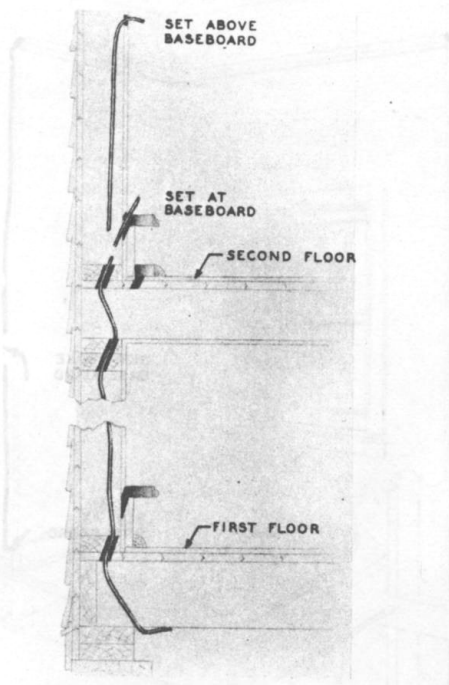 SET ABOVE
BASEBOARD
SET AT
BASEBOARD
SECOND FLOOR
FIRST FLOOR